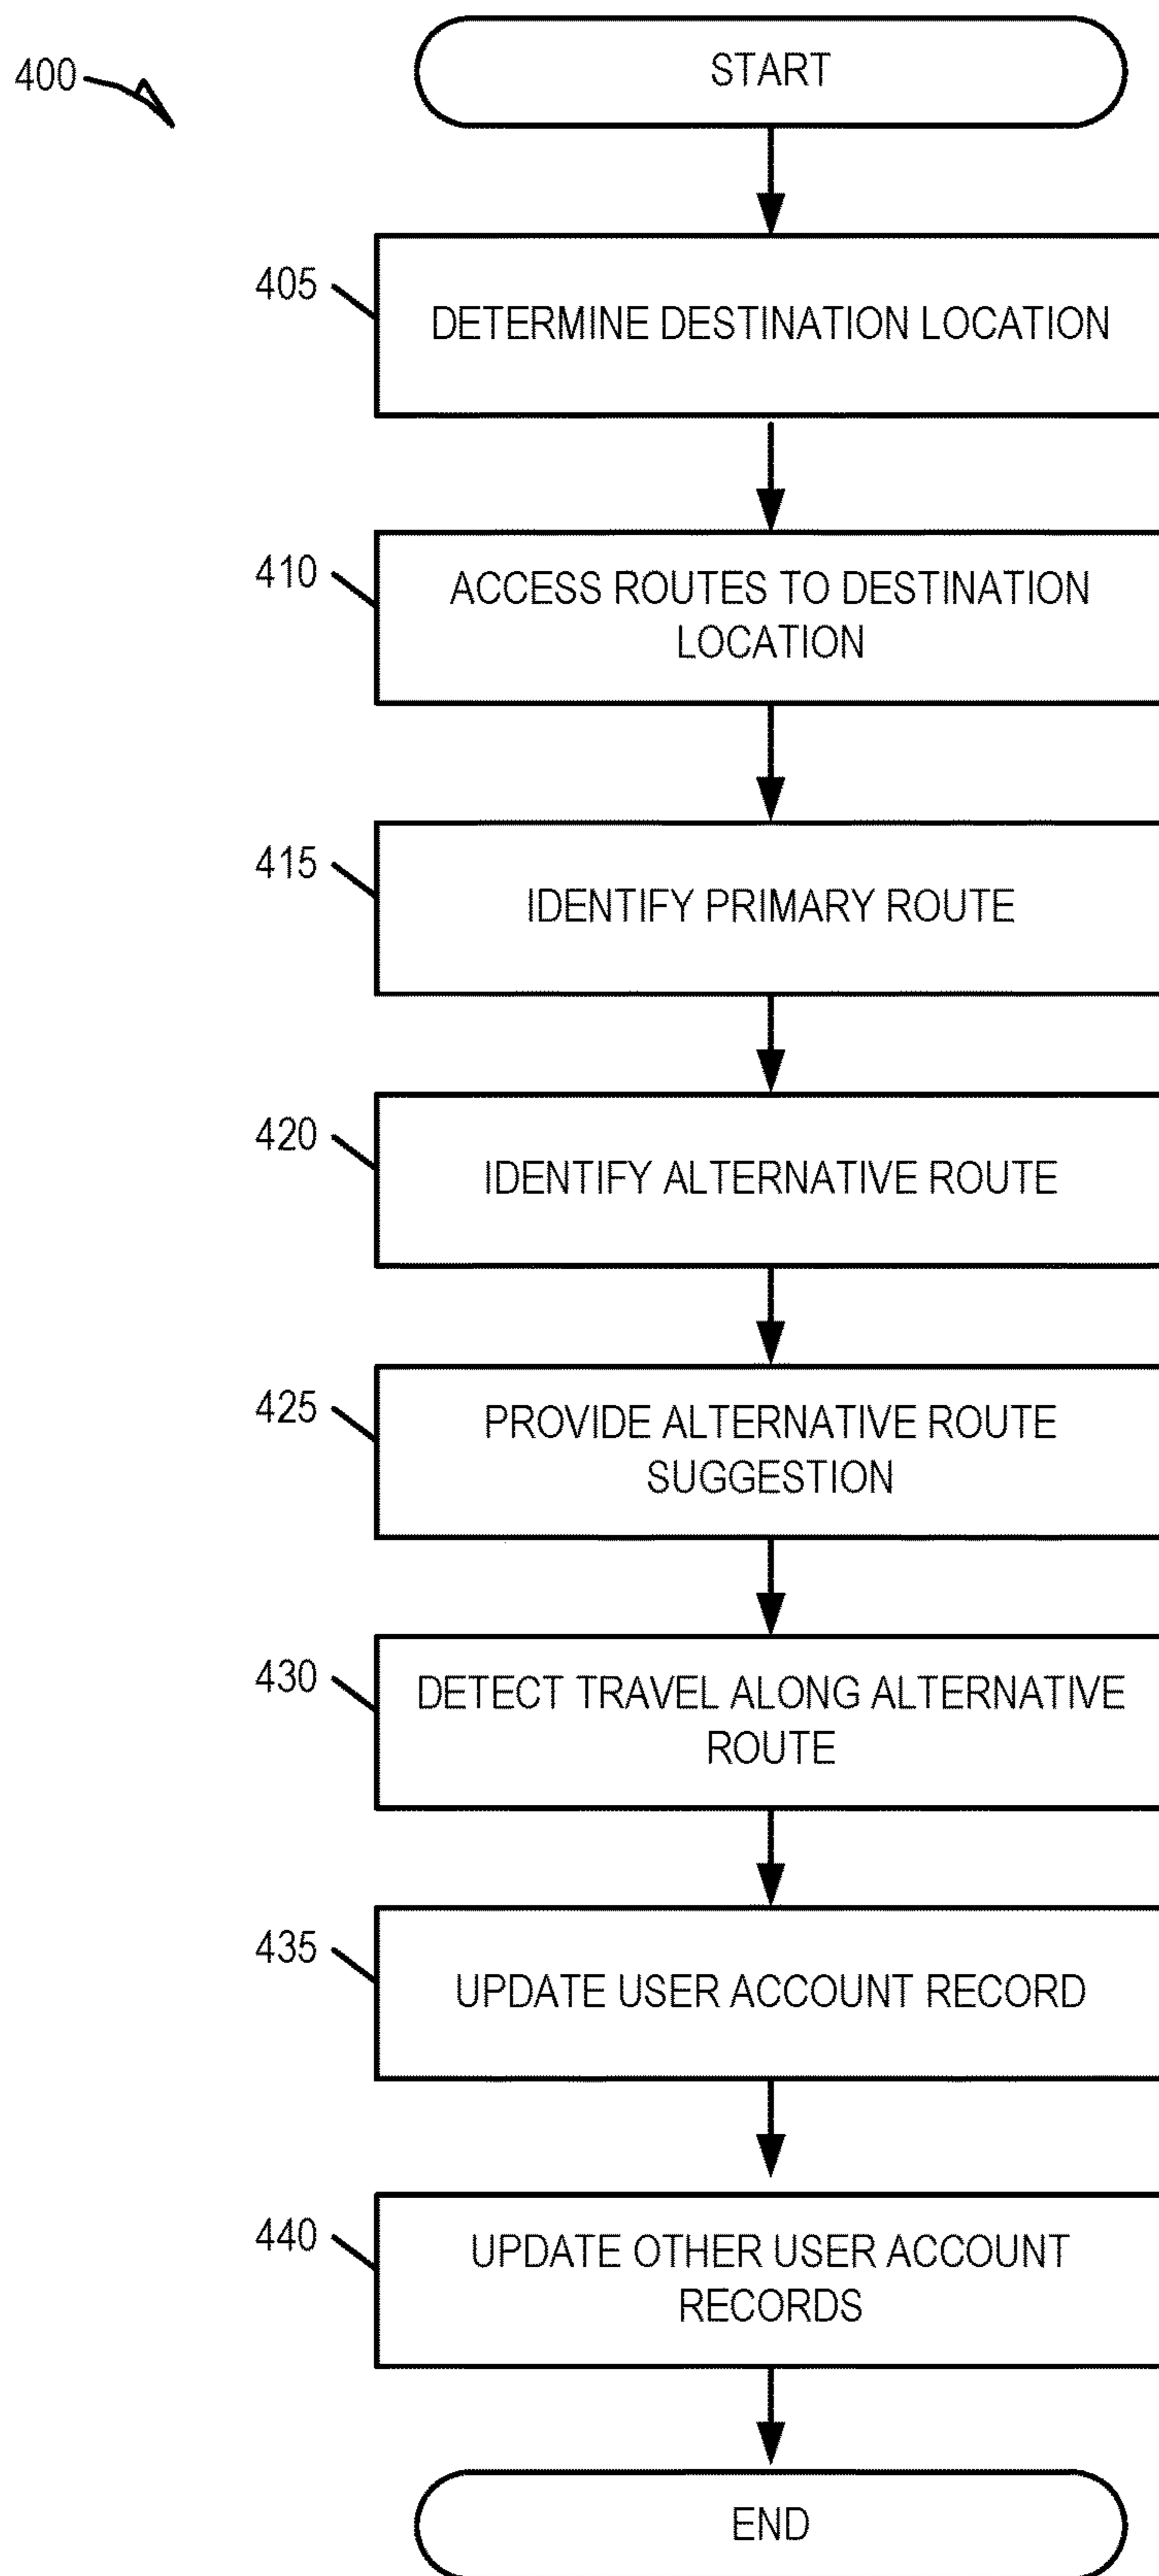 400
START
405
DETERMINE DESTINATION LOCATION
410
ACCESS ROUTES TO DESTINATION
LOCATION
415
IDENTIFY PRIMARY ROUTE
420
IDENTIFY ALTERNATIVE ROUTE
425
PROVIDE ALTERNATIVE ROUTE
SUGGESTION
430
DETECT TRAVEL ALONG ALTERNATIVE
ROUTE
435
UPDATE USER ACCOUNT RECORD
440
UPDATE OTHER USER ACCOUNT
RECORDS
END